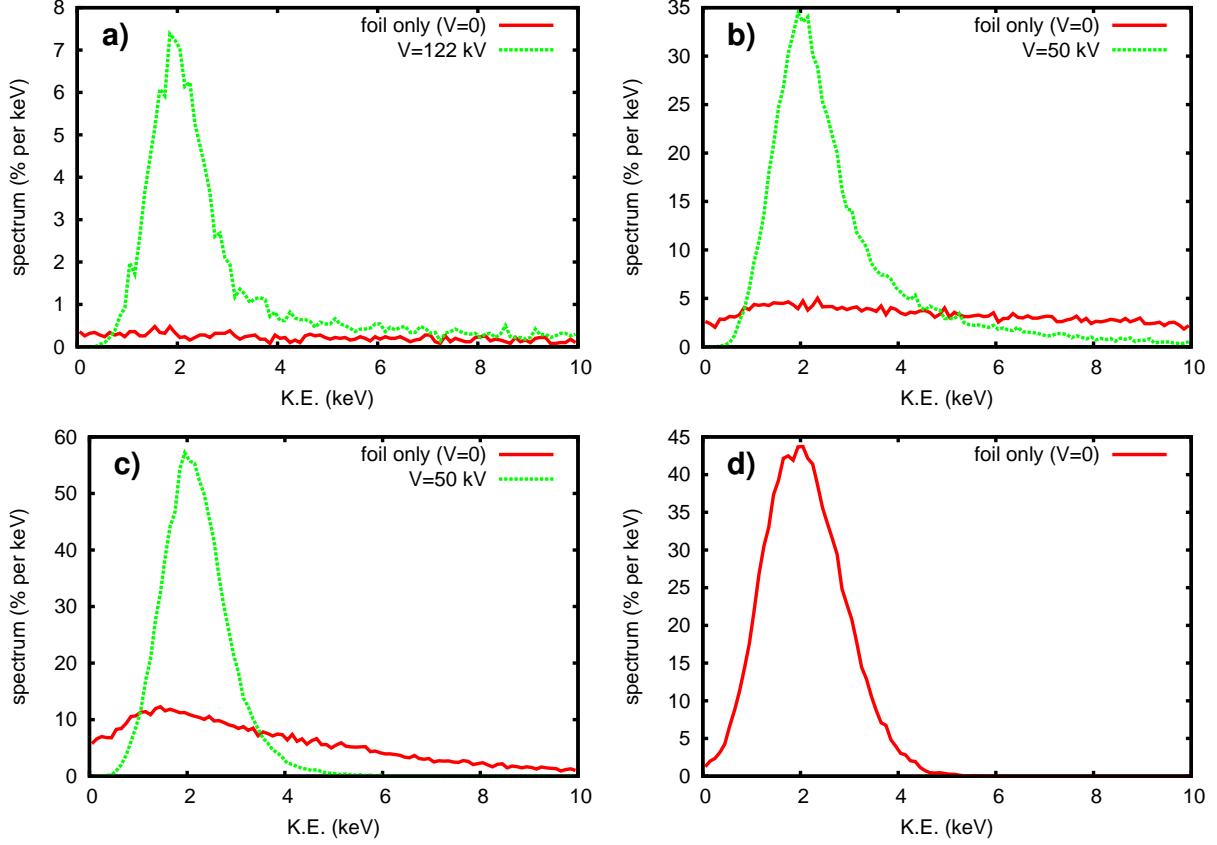 a)
foil only (V=0)
V=122 kV
8
7
6
5
4
3
2
1
0
spectrum (% per keV)
0 2 4 6 8 10
K.E. (keV)
b)
foil only (V=0)
V=50 kV
35
30
25
20
15
10
5
0
spectrum (% per keV)
0 2 4 6 8 10
K.E. (keV)
c)
foil only (V=0)
V=50 kV
60
50
40
30
20
10
0
spectrum (% per keV)
0 2 4 6 8 10
K.E. (keV)
d)
foil only (V=0)
45
40
35
30
25
20
15
10
5
0
spectrum (% per keV)
0 2 4 6 8 10
K.E. (keV)